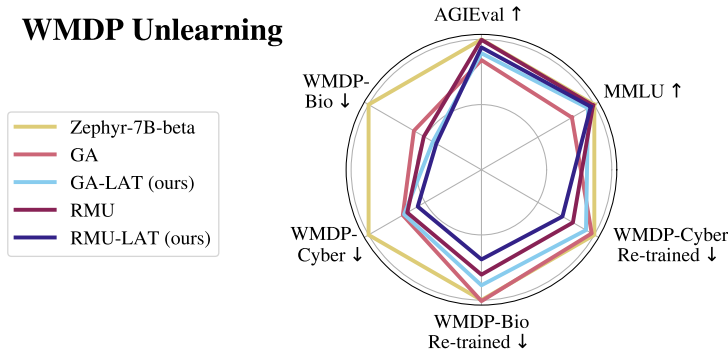 WMDP Unlearning
AGIEval ↑
WMDP-
Bio ↓
MMLU ↑
Zephyr-7B-beta
GA
GA-LAT (ours)
RMU
RMU-LAT (ours)
WMDP-
Cyber ↓
WMDP-Cyber
Re-trained ↓
WMDP-Bio
Re-trained ↓